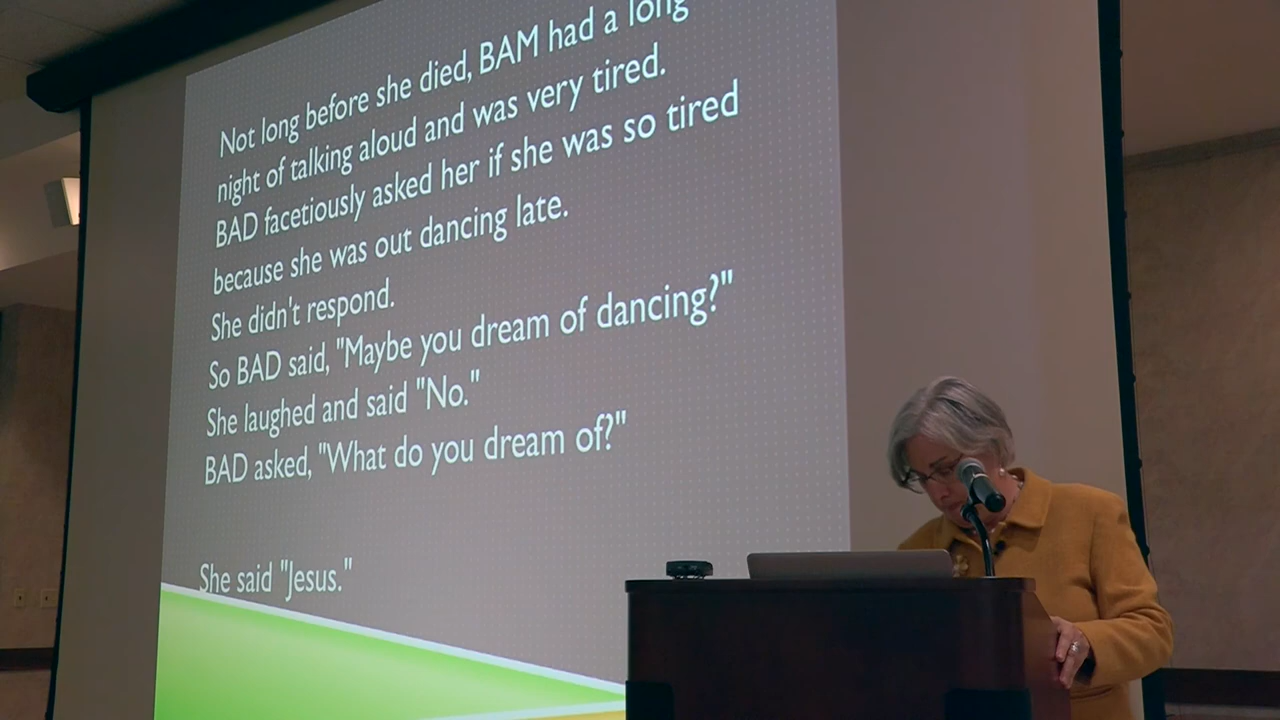 Not long before she died, BAM had a long
night of talking aloud and was very tired.
BAD facetiously asked her if she was so tired
because she was out dancing late.
She didn't respond.
So BAD said, "Maybe you dream of dancing?"
She laughed and said "No."
BAD asked, "What do you dream of?"
She said "Jesus."